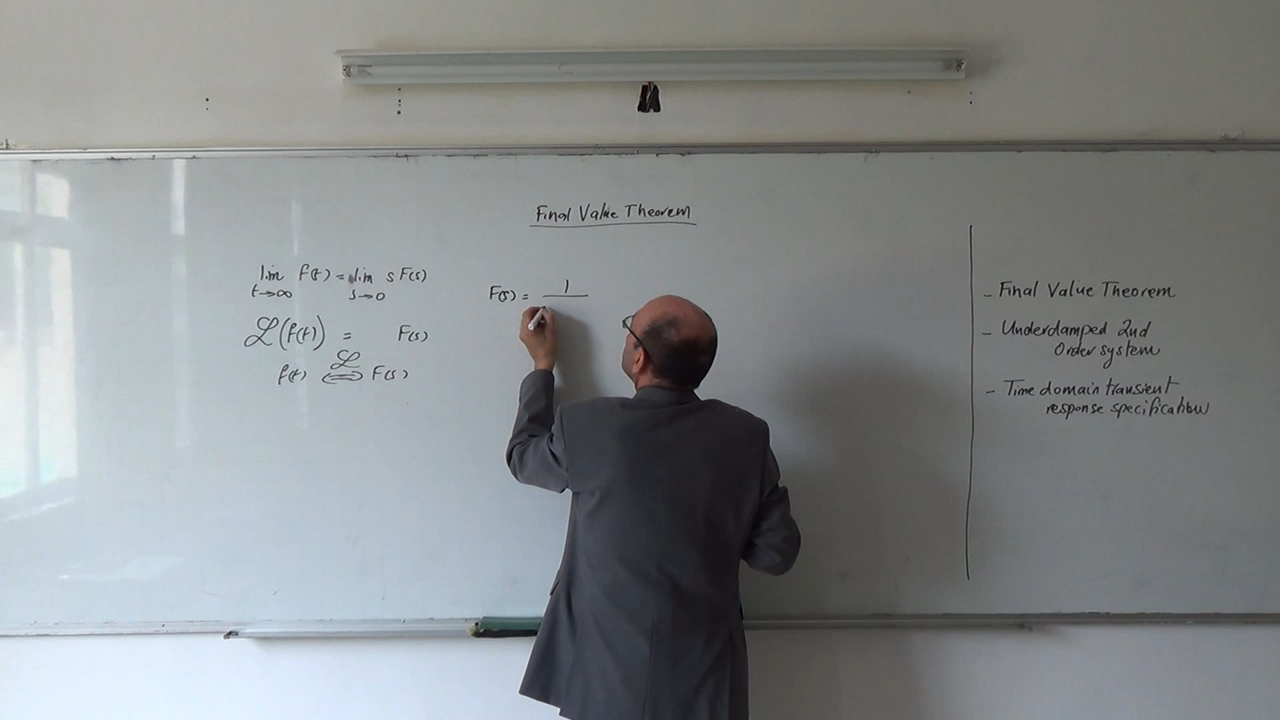 Final Value Theorem
lim f(t) = lim s F(s)
t→∞ s→0
ℒ(f(t)) = F(s)
ℒ
f(t) ⟺ F(s)
F(s) = 1
- Final Value Theorem
- Underdamped 2nd
Order system
- Time domain transient
response specification